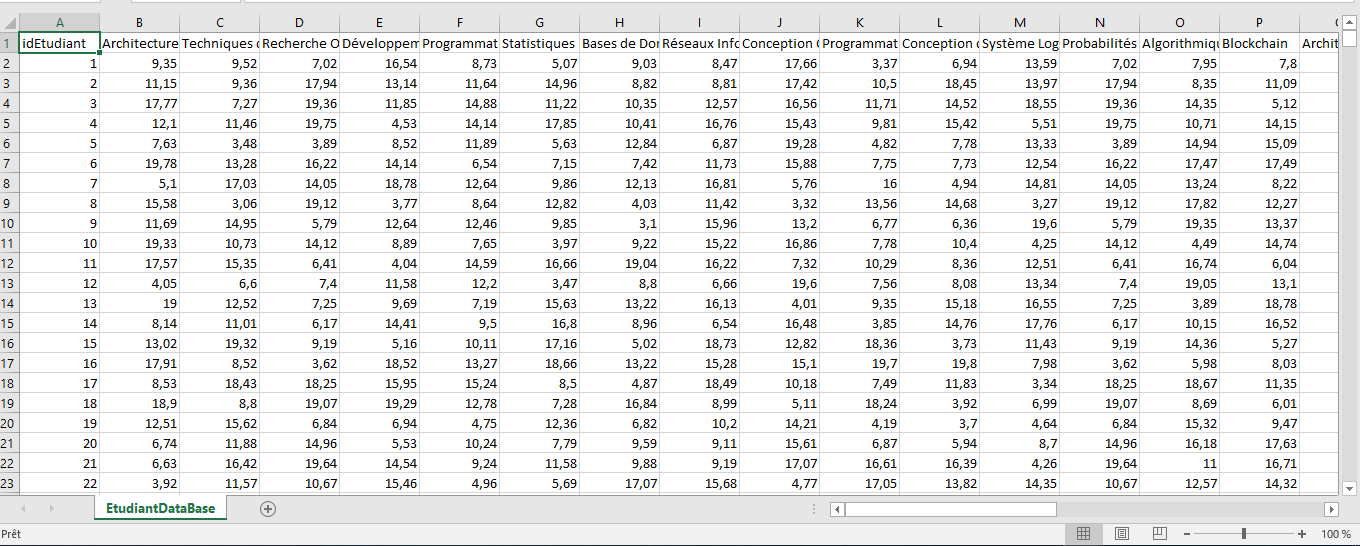 A B C D E F G H I J K L M N O P
1 idEtudiant Architecture Techniques Recherche O Développem Programmat Statistiques Bases de Don Réseaux Info Conception Programmat Conception Système Log Probabilités Algorithmiqu Blockchain Archit
2 1 9,35 9,52 7,02 16,54 8,73 5,07 9,03 8,47 17,66 3,37 6,94 13,59 7,02 7,95 7,8
3 2 11,15 9,36 17,94 13,14 11,64 14,96 8,82 8,81 17,42 10,5 18,45 13,97 17,94 8,35 11,09
4 3 17,77 7,27 19,36 11,85 14,88 11,22 10,35 12,57 16,56 11,71 14,52 18,55 19,36 14,35 5,12
5 4 12,1 11,46 19,75 4,53 14,14 17,85 10,41 16,76 15,43 9,81 15,42 5,51 19,75 10,71 14,15
6 5 7,63 3,48 3,89 8,52 11,89 5,63 12,84 6,87 19,28 4,82 7,78 13,33 3,89 14,94 15,09
7 6 19,78 13,28 16,22 14,14 6,54 7,15 7,42 11,73 15,88 7,75 7,73 12,54 16,22 17,47 17,49
8 7 5,1 17,03 14,05 18,78 12,64 9,86 12,13 16,81 5,76 16 4,94 14,81 14,05 13,24 8,22
9 8 15,58 3,06 19,12 3,77 8,64 12,82 4,03 11,42 3,32 13,56 14,68 3,27 19,12 17,82 12,27
10 9 11,69 14,95 5,79 12,64 12,46 9,85 3,1 15,96 13,2 6,77 6,36 19,6 5,79 19,35 13,37
11 10 19,33 10,73 14,12 8,89 7,65 3,97 9,22 15,22 16,86 7,78 10,4 4,25 14,12 4,49 14,74
12 11 17,57 15,35 6,41 4,04 14,59 16,66 19,04 16,22 7,32 10,29 8,36 12,51 6,41 16,74 6,04
13 12 4,05 6,6 7,4 11,58 12,2 3,47 8,8 6,66 19,6 7,56 8,08 13,34 7,4 19,05 13,1
14 13 19 12,52 7,25 9,69 7,19 15,63 13,22 16,13 4,01 9,35 15,18 16,55 7,25 3,89 18,78
15 14 8,14 11,01 6,17 14,41 9,5 16,8 8,96 6,54 16,48 3,85 14,76 17,76 6,17 10,15 16,52
16 15 13,02 19,32 9,19 5,16 10,11 17,16 5,02 18,73 12,82 18,36 3,73 11,43 9,19 14,36 5,27
17 16 17,91 8,52 3,62 18,52 13,27 18,66 13,22 15,28 15,1 19,7 19,8 7,98 3,62 5,98 8,03
18 17 8,53 18,43 18,25 15,95 15,24 8,5 4,87 18,49 10,18 7,49 11,83 3,34 18,25 18,67 11,35
19 18 18,9 8,8 19,07 19,29 12,78 7,28 16,84 8,99 5,11 18,24 3,92 6,99 19,07 8,69 6,01
20 19 12,51 15,62 6,84 6,94 4,75 12,36 6,82 10,2 14,21 4,19 3,7 4,64 6,84 15,32 9,47
21 20 6,74 11,88 14,96 5,53 10,24 7,79 9,59 9,11 15,61 6,87 5,94 8,7 14,96 16,18 17,63
22 21 6,63 16,42 19,64 14,54 9,24 11,58 9,88 9,19 17,07 16,61 16,39 4,26 19,64 11 16,71
23 22 3,92 11,57 10,67 15,46 4,96 5,69 17,07 15,68 4,77 17,05 13,82 14,35 10,67 12,57 14,32
EtudiantDataBase
Prêt 100 %